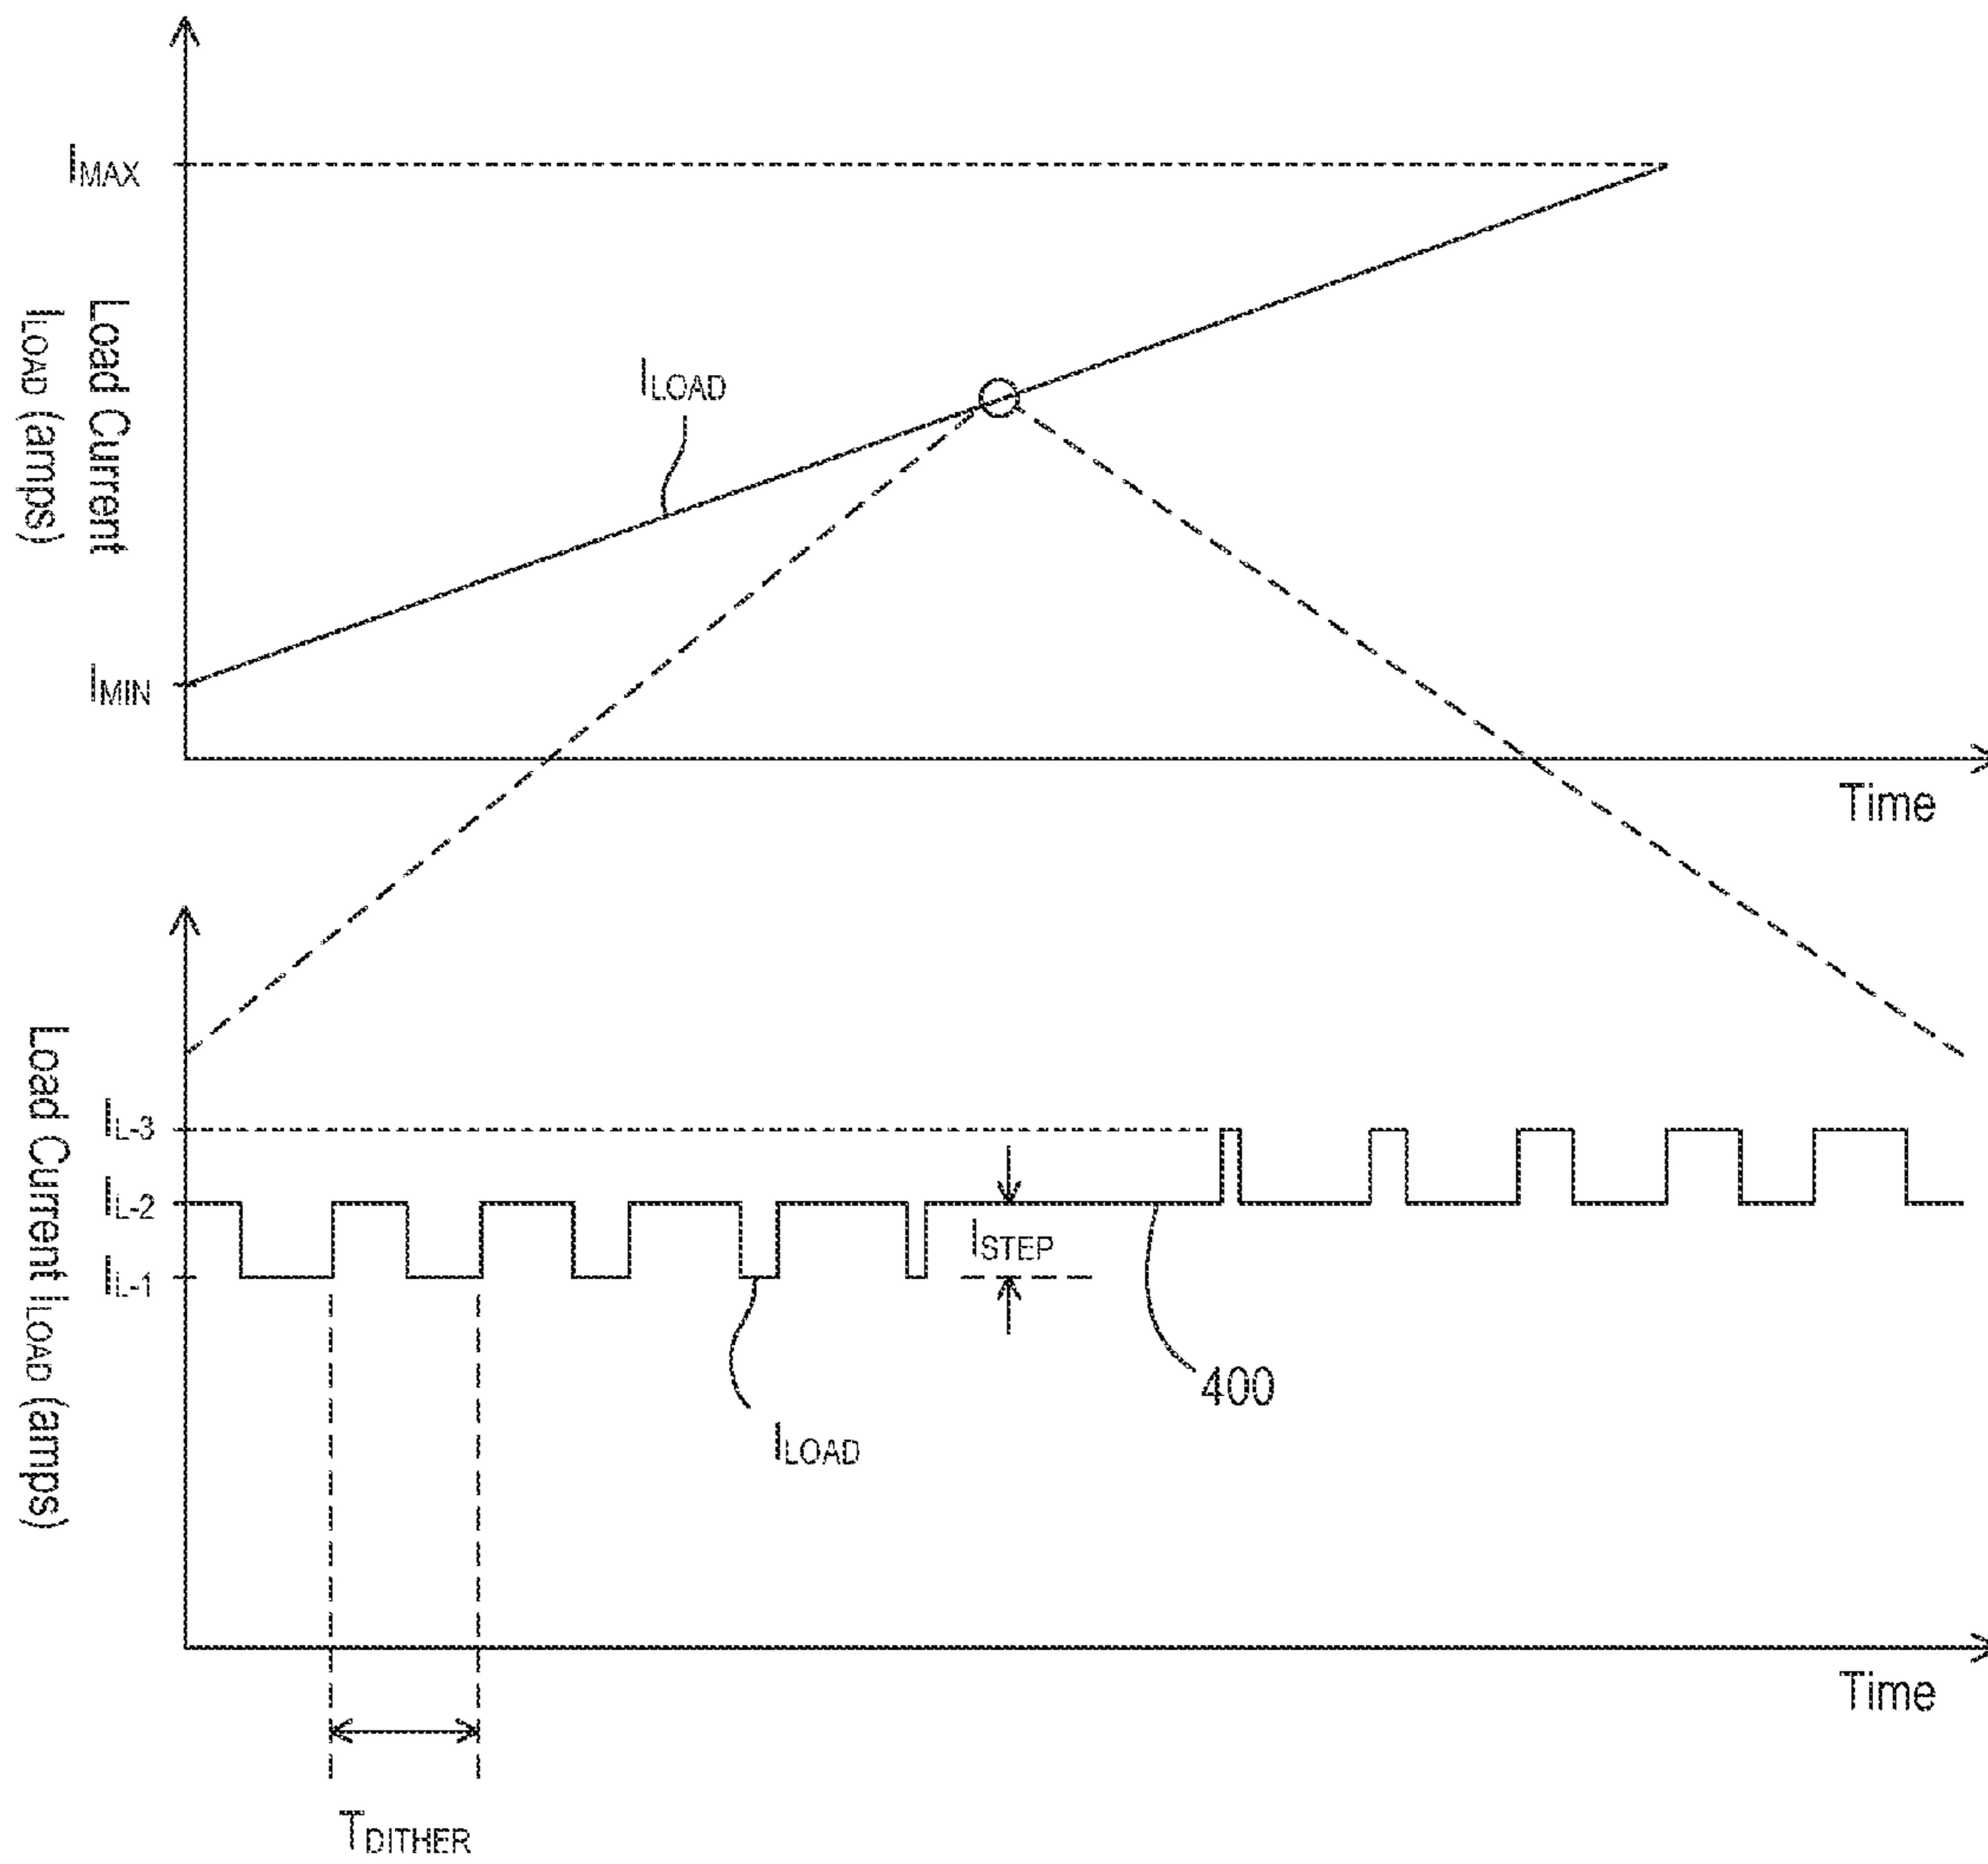 IMAX
Load Current
ILOAD (amps)
ILOAD
IMIN
Time
Load Current ILOAD (amps)
IL-3
IL-2
IL-1
ISTEP
400
ILOAD
Time
TDITHER